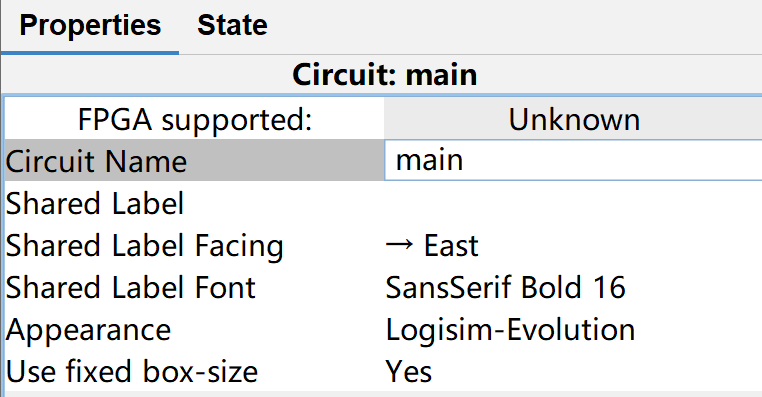 Properties State
Circuit: main
FPGA supported: Unknown
Circuit Name main
Shared Label
Shared Label Facing → East
Shared Label Font SansSerif Bold 16
Appearance Logisim-Evolution
Use fixed box-size Yes